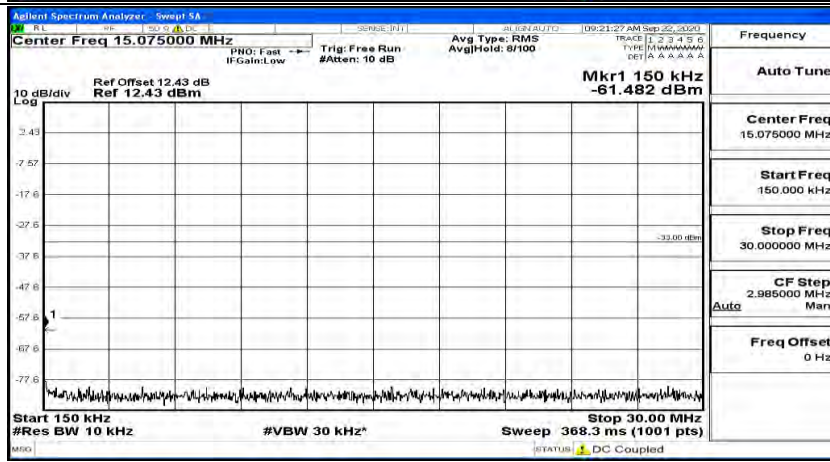 Agilent Spectrum Analyzer - Swept SA
RL RF 50 Ω DC SENSE:INT ALIGN AUTO 09:21:27 AM Sep 22, 2020
Center Freq 15.075000 MHz
PNO: Fast
IFGain:Low
Trig: Free Run
#Atten: 10 dB
Avg Type: RMS
Avg|Hold: 8/100
TRACE 1 2 3 4 5 6
TYPE M W W W W W
DET A A A A A A
Frequency
Mkr1 150 kHz
-61.482 dBm
Ref Offset 12.43 dB
10 dB/div Ref 12.43 dBm
Log
2.43
-7.57
-17.6
-27.6
-33.00 dBm
-37.6
-47.6
-57.6
1
-67.6
-77.6
Start 150 kHz
Stop 30.00 MHz
#Res BW 10 kHz
#VBW 30 kHz*
Sweep 368.3 ms (1001 pts)
MSG
STATUS DC Coupled
Auto Tune
Center Freq
15.075000 MHz
Start Freq
150.000 kHz
Stop Freq
30.000000 MHz
CF Step
2.985000 MHz
Auto Man
Freq Offset
0 Hz